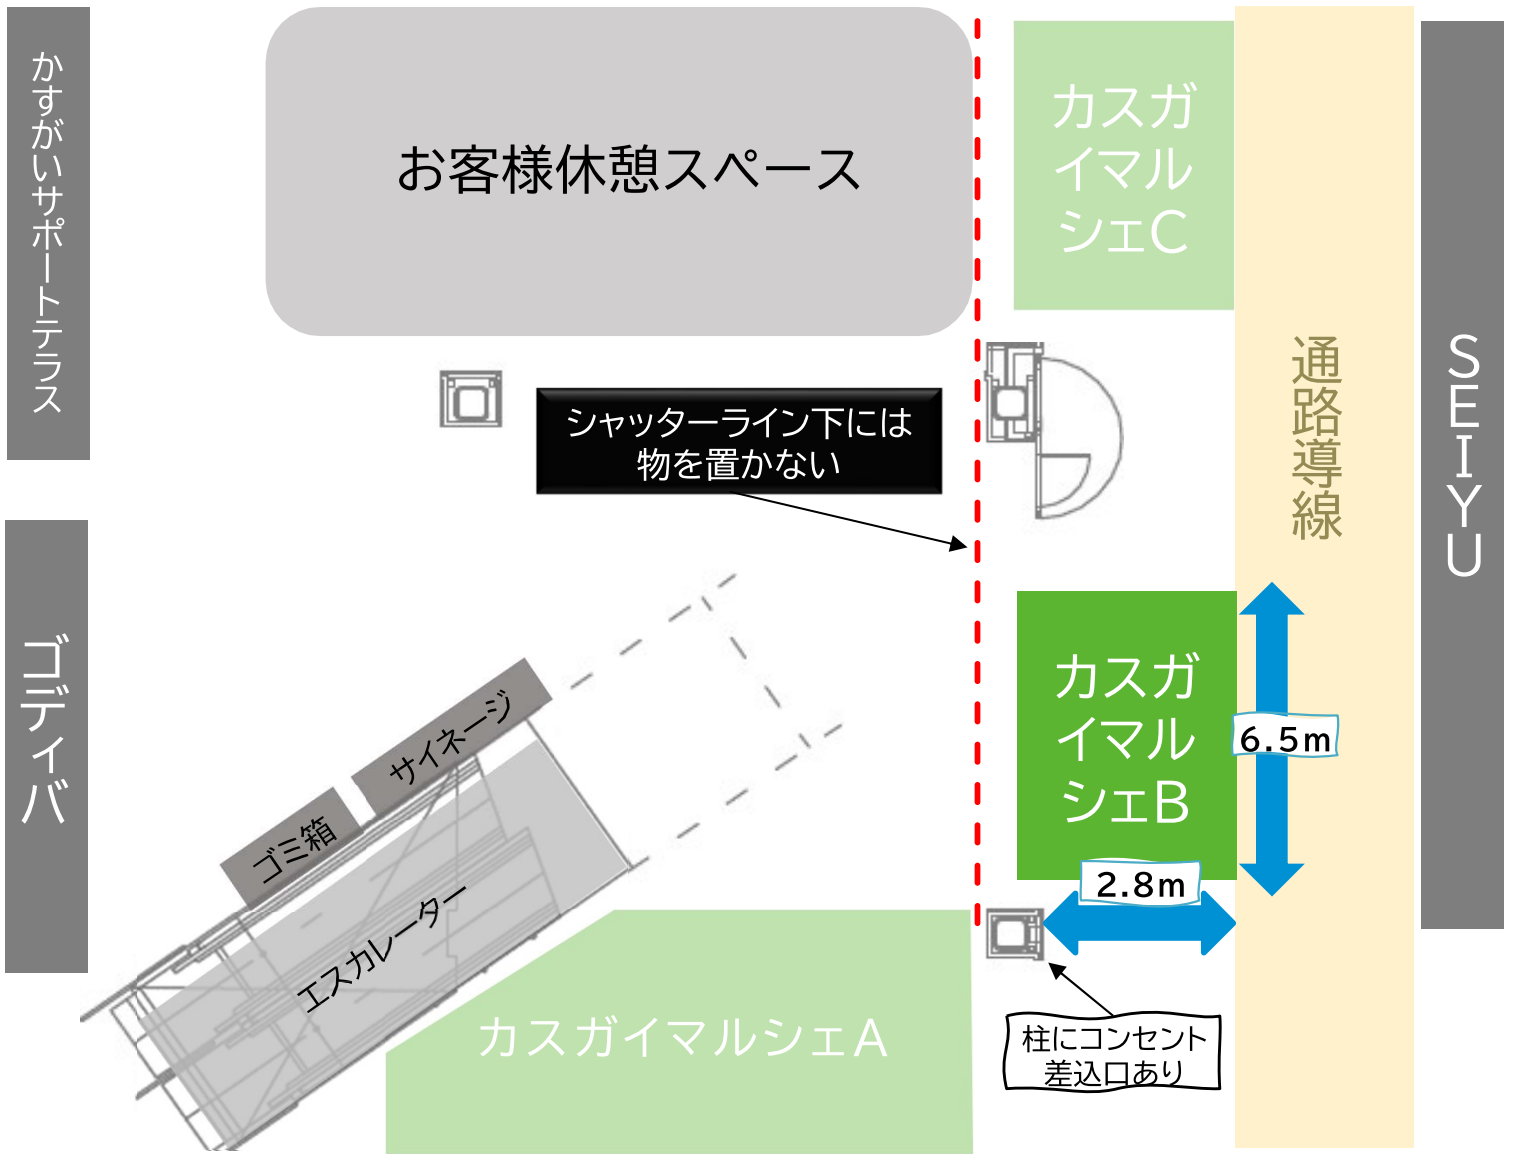 かすがいサポートテラス
お客様休憩スペース
カスガ
イマル
シェC
通路導線
SEIYU
シャッターライン下には
物を置かない
ゴディバ
サイネージ
ゴミ箱
エスカレーター
カスガ
イマル
シェB
6.5m
2.8m
カスガイマルシェA
柱にコンセント
差込口あり